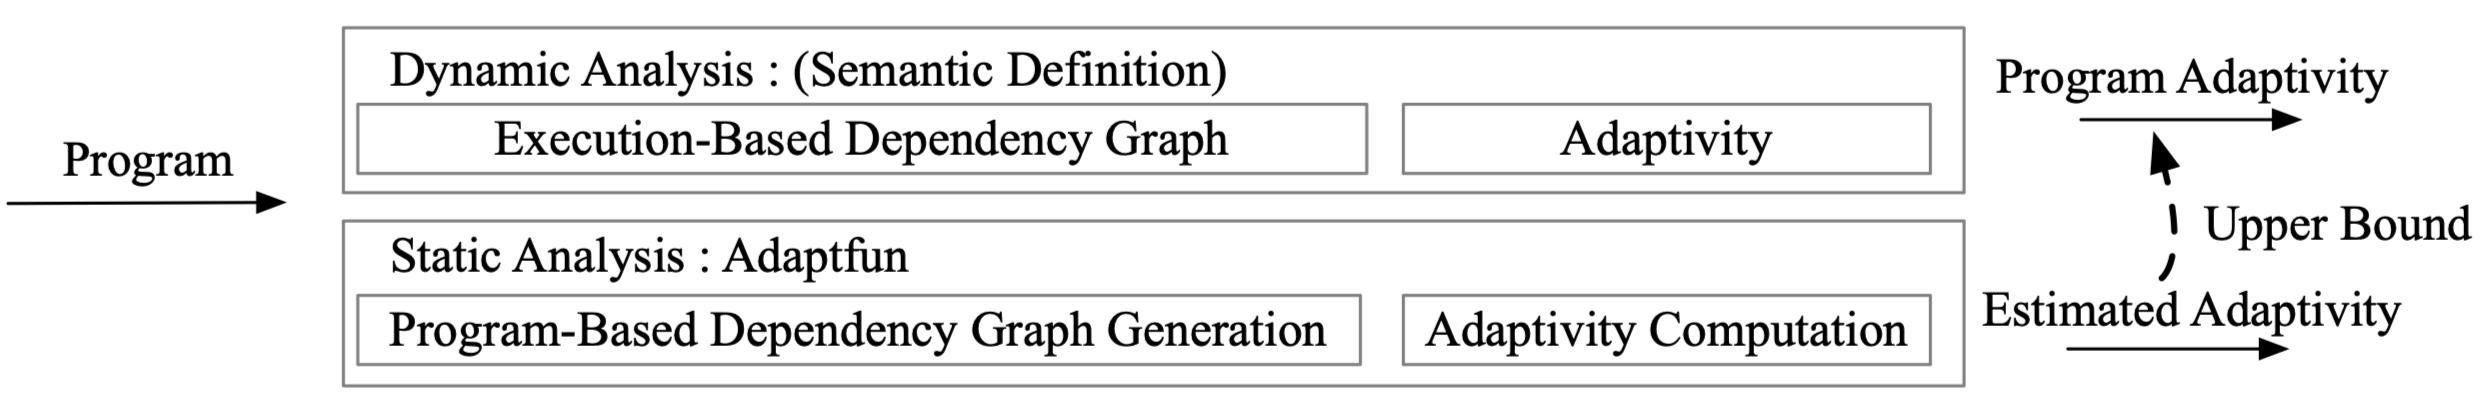 Program
Dynamic Analysis : (Semantic Definition)
Execution-Based Dependency Graph
Adaptivity
Static Analysis : Adaptfun
Program-Based Dependency Graph Generation
Adaptivity Computation
Program Adaptivity
Upper Bound
Estimated Adaptivity